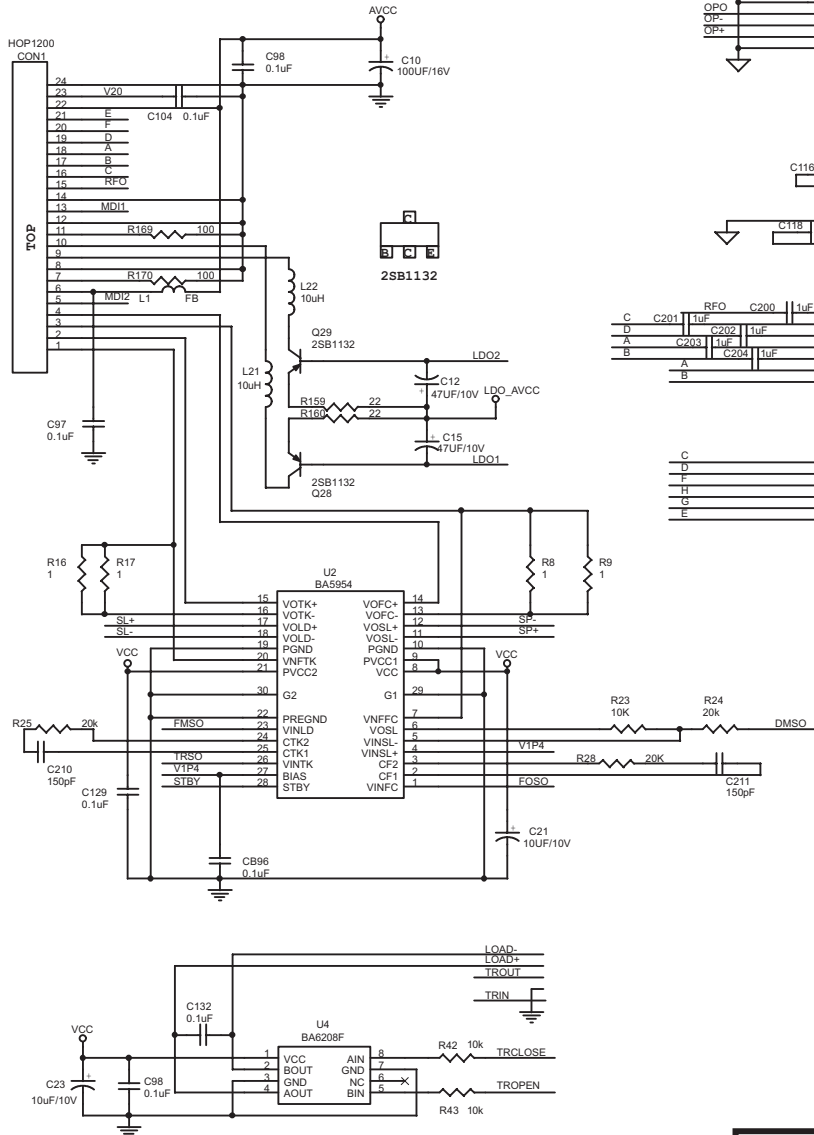 AVCC
OPO
OP-
OP+
HOP1200
CON1
C98
0.1uF
C10
100UF/16V
+
24
23
22
21
20
19
18
17
16
15
14
13
12
11
10
9
8
7
6
5
4
3
2
1
TOP
V20
C104 0.1uF
E
F
D
A
B
C
RFO
MDI1
R169 100
R170 100
L1 FB
MDI2
C
B C E
2SB1132
C116
C118
L22
10uH
Q29
2SB1132
L21
10uH
LDO2
C12
47UF/10V
+
LDO_AVCC
R159 22
R160 22
C15
47UF/10V
+
LDO1
2SB1132
Q28
C97
0.1uF
RFO C200 1uF
C C201 1uF
D C202 1uF
A C203 1uF
B C204 1uF
A
B
C
D
F
H
G
E
R16
1
R17
1
R8
1
R9
1
U2
BA5954
15 VOTK+ VOFC+ 14
16 VOTK- VOFC- 13
SL+ 17 VOLD+ VOSL+ 12 SP-
SL- 18 VOLD- VOSL- 11 SP+
19 PGND PGND 10
20 VNFTK PVCC1 9
21 PVCC2 VCC 8
VCC
VCC
30 G2 G1 29
22 PREGND VNFFC 7
FMSO 23 VINLD VOSL 6
24 CTK2 VINSL- 5
25 CTK1 VINSL+ 4 V1P4
TRSO 26 VINTK CF2 3
V1P4 27 BIAS CF1 2
STBY 28 STBY VINFC 1 FOSO
R25 20k
C210
150pF
C129
0.1uF
CB96
0.1uF
R23
10K
R24
20k
DMSO
R28 20K
C211
150pF
C21
10UF/10V
+
LOAD-
LOAD+
TROUT
TRIN
C132
0.1uF
U4
BA6208F
VCC
C23
10uF/10V
+
C98
0.1uF
1 VCC AIN 8
2 BOUT GND 7
3 GND NC 6
4 AOUT BIN 5
R42 10k TRCLOSE
R43 10k TROPEN